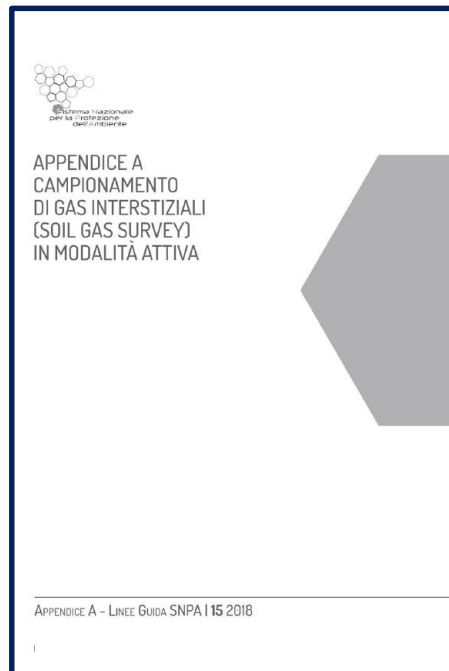 Sistema Nazionale
per la Protezione
dell'Ambiente
APPENDICE A
CAMPIONAMENTO
DI GAS INTERSTIZIALI
(SOIL GAS SURVEY)
IN MODALITÀ ATTIVA
APPENDICE A – LINEE GUIDA SNPA | 15 2018